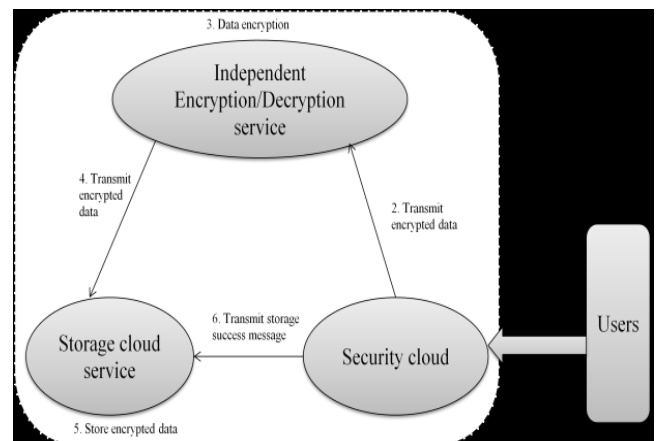 3. Data encryption
Independent
Encryption/Decryption
service
4. Transmit
encrypted
data
2. Transmit
encrypted data
6. Transmit storage
success message
Storage cloud
service
Security cloud
Users
5. Store encrypted data